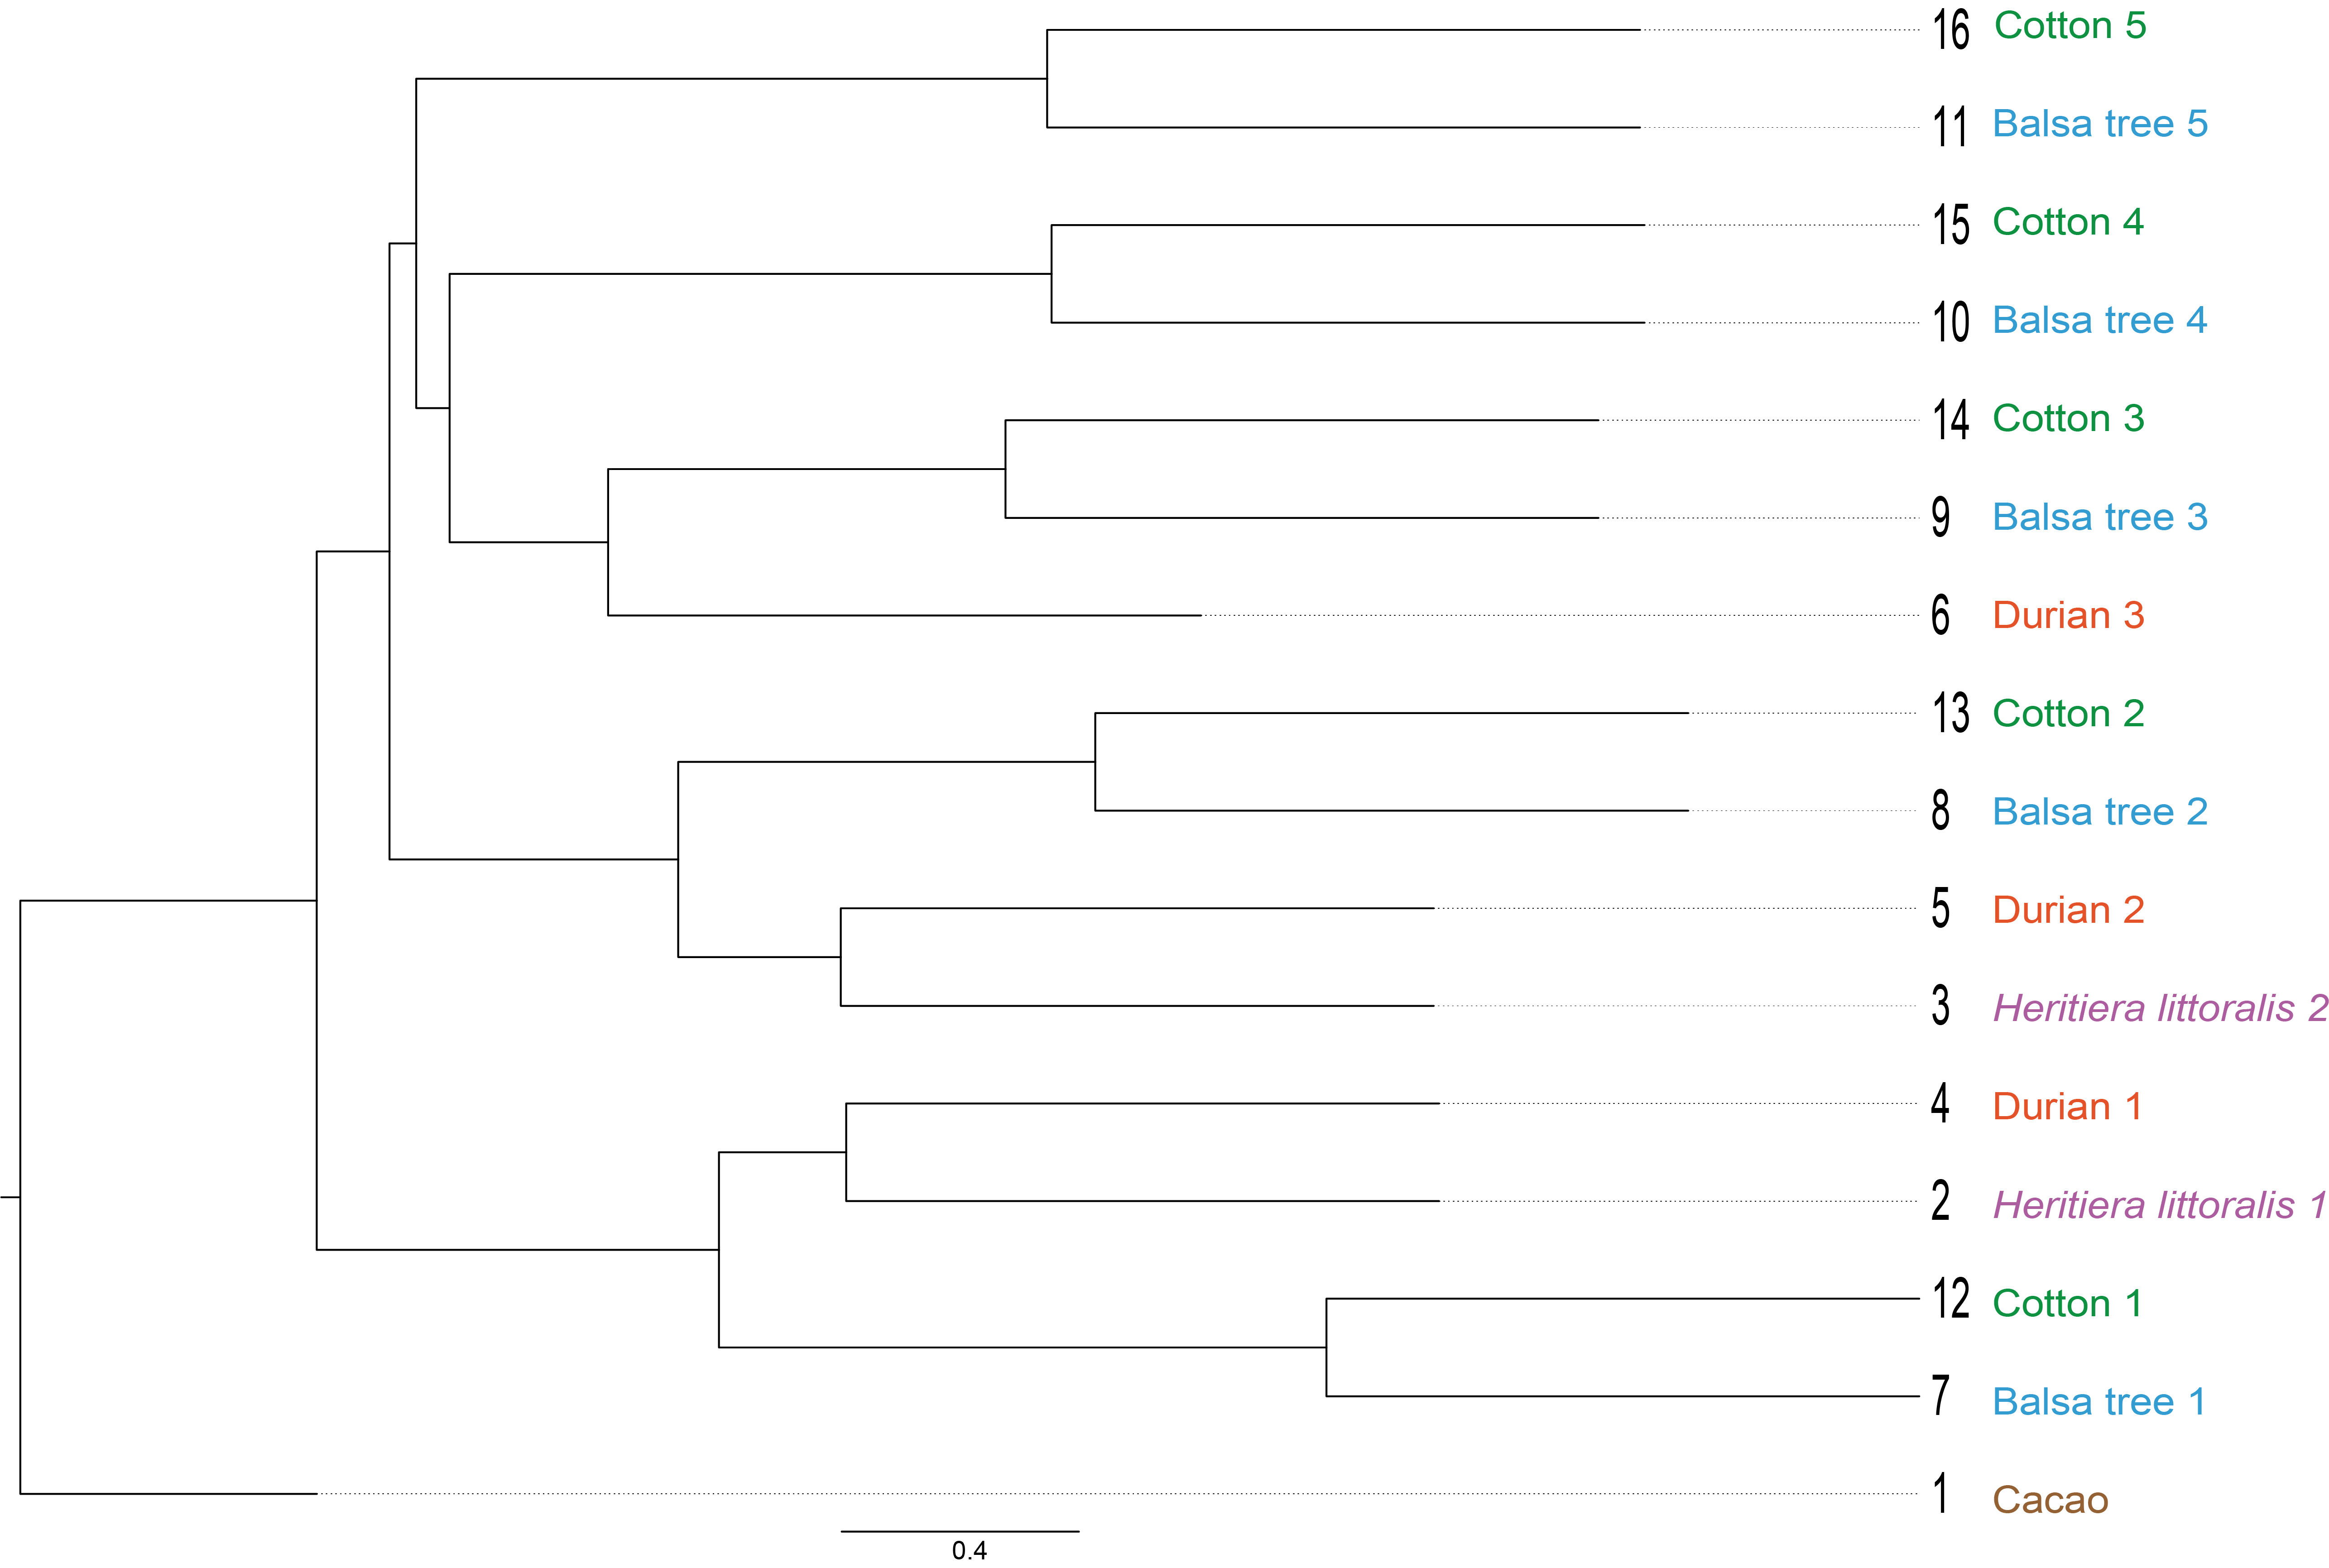 16 Cotton 5
11 Balsa tree 5
15 Cotton 4
10 Balsa tree 4
14 Cotton 3
9 Balsa tree 3
6 Durian 3
13 Cotton 2
8 Balsa tree 2
5 Durian 2
3 Heritiera littoralis 2
4 Durian 1
2 Heritiera littoralis 1
12 Cotton 1
7 Balsa tree 1
1 Cacao
0.4